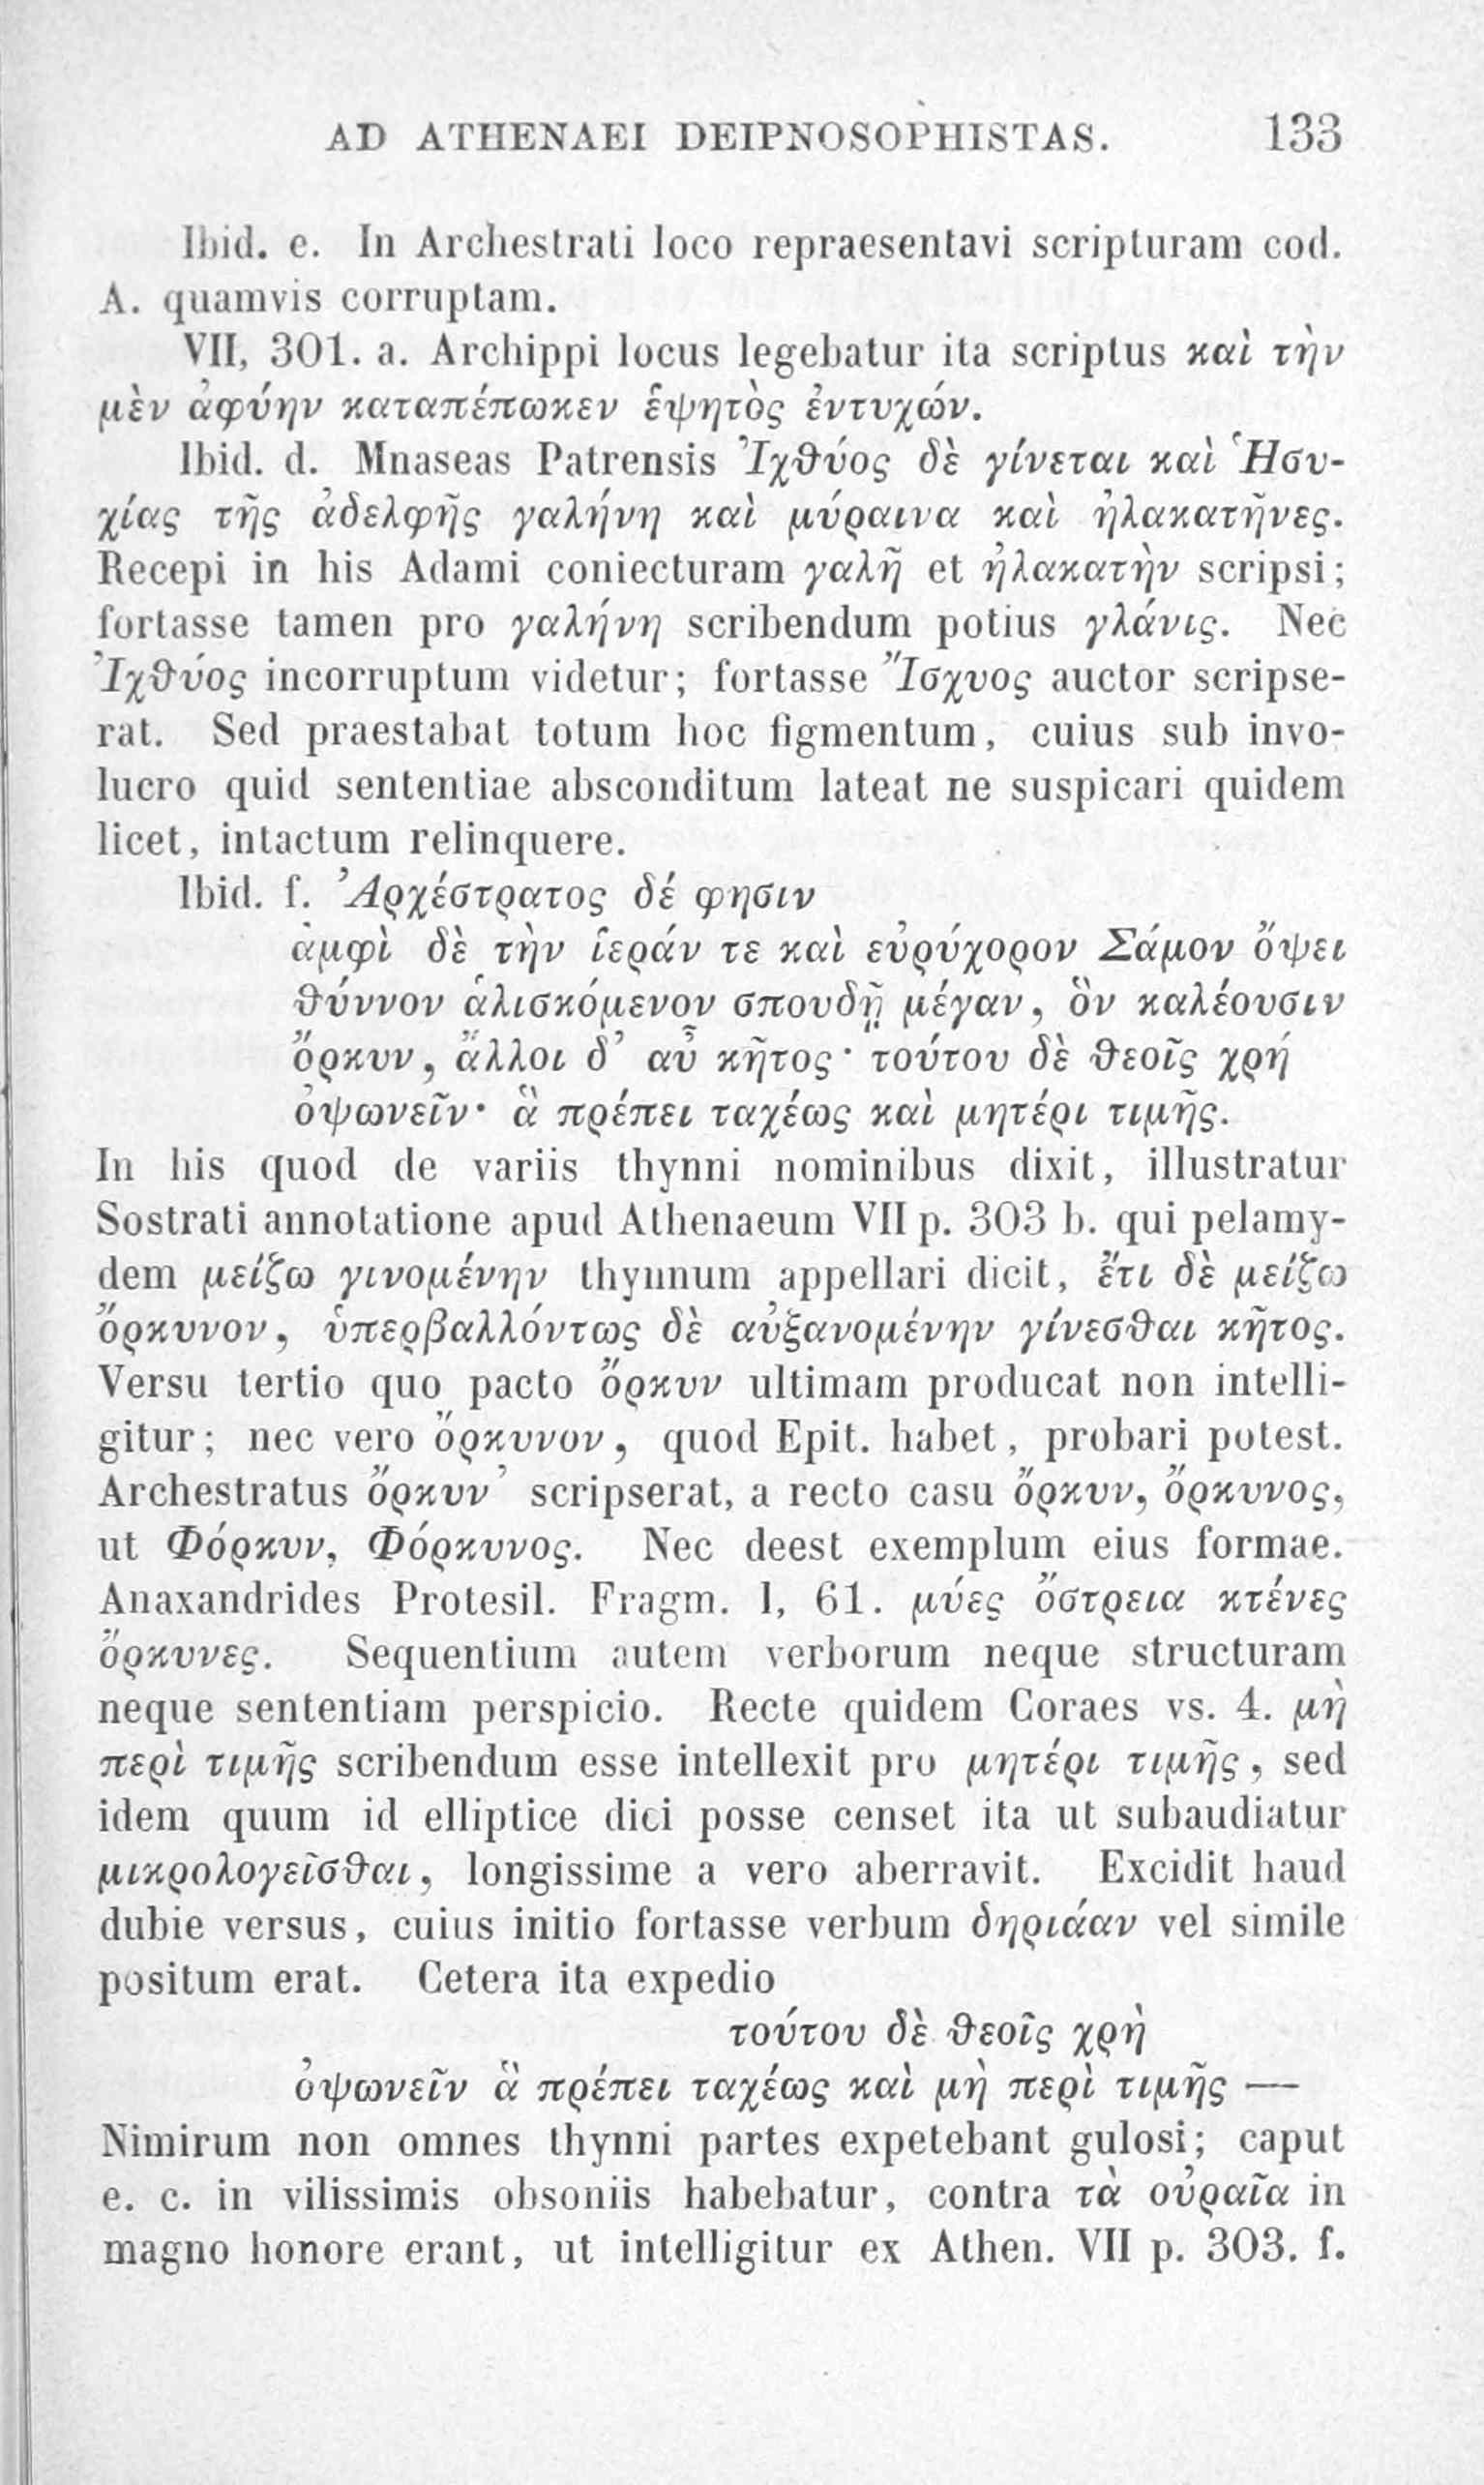 AD ATHENAEI DEIPNOSOPHISTAS. 133
Ibid. e. In Archestrati loco repraesentavi scripturam cod.
A. quamvis corruptam.
VII, 301. a. Archippi locus legebatur ita scriptus καὶ τὴν
μὲν ἀφύην καταπέπωκεν ἑψητὸς ἐντυχών.
Ibid. d. Mnaseas Patrensis Ἰχθύος δὲ γίνεται καὶ Ἡσυ-
χίας τῆς ἀδελφῆς γαλήνη καὶ μύραινα καὶ ἠλακατῆνες.
Recepi in his Adami coniecturam γαλῆ et ἠλακατὴν scripsi;
fortasse tamen pro γαλήνη scribendum potius γλάνις. Nec
Ἰχθύος incorruptum videtur; fortasse Ἴσχυος auctor scripse-
rat. Sed praestabat totum hoc figmentum, cuius sub invo-
lucro quid sententiae absconditum lateat ne suspicari quidem
licet, intactum relinquere.
Ibid. f. Ἀρχέστρατος δέ φησιν
ἀμφὶ δὲ τὴν ἱεράν τε καὶ εὐρύχορον Σάμον ὄψει
θύννον ἁλισκόμενον σπουδῇ μέγαν, ὃν καλέουσιν
ὄρκυν, ἄλλοι δ᾽ αὖ κῆτος· τούτου δὲ θεοῖς χρή
ὀψωνεῖν· ἃ πρέπει ταχέως καὶ μητέρι τιμῆς.
In his quod de variis thynni nominibus dixit, illustratur
Sostrati annotatione apud Athenaeum VII p. 303 b. qui pelamy-
dem μείζω γινομένην thynnum appellari dicit, ἔτι δὲ μείζω
ὄρκυνον, ὑπερβαλλόντως δὲ αὐξανομένην γίνεσθαι κῆτος.
Versu tertio quo pacto ὄρκυν ultimam producat non intelli-
gitur; nec vero ὄρκυνον, quod Epit. habet, probari potest.
Archestratus ὄρκυν᾽ scripserat, a recto casu ὄρκυν, ὄρκυνος,
ut Φόρκυν, Φόρκυνος. Nec deest exemplum eius formae.
Anaxandrides Protesil. Fragm. I, 61. μύες ὄστρεια κτένες
ὄρκυνες. Sequentium autem verborum neque structuram
neque sententiam perspicio. Recte quidem Coraes vs. 4. μὴ
περὶ τιμῆς scribendum esse intellexit pro μητέρι τιμῆς, sed
idem quum id elliptice dici posse censet ita ut subaudiatur
μικρολογεῖσθαι, longissime a vero aberravit. Excidit haud
dubie versus, cuius initio fortasse verbum δηριάαν vel simile
positum erat. Cetera ita expedio
τούτου δὲ θεοῖς χρὴ
ὀψωνεῖν ἃ πρέπει ταχέως καὶ μὴ περὶ τιμῆς —
Nimirum non omnes thynni partes expetebant gulosi; caput
e. c. in vilissimis obsoniis habebatur, contra τὰ οὐραῖα in
magno honore erant, ut intelligitur ex Athen. VII p. 303. f.